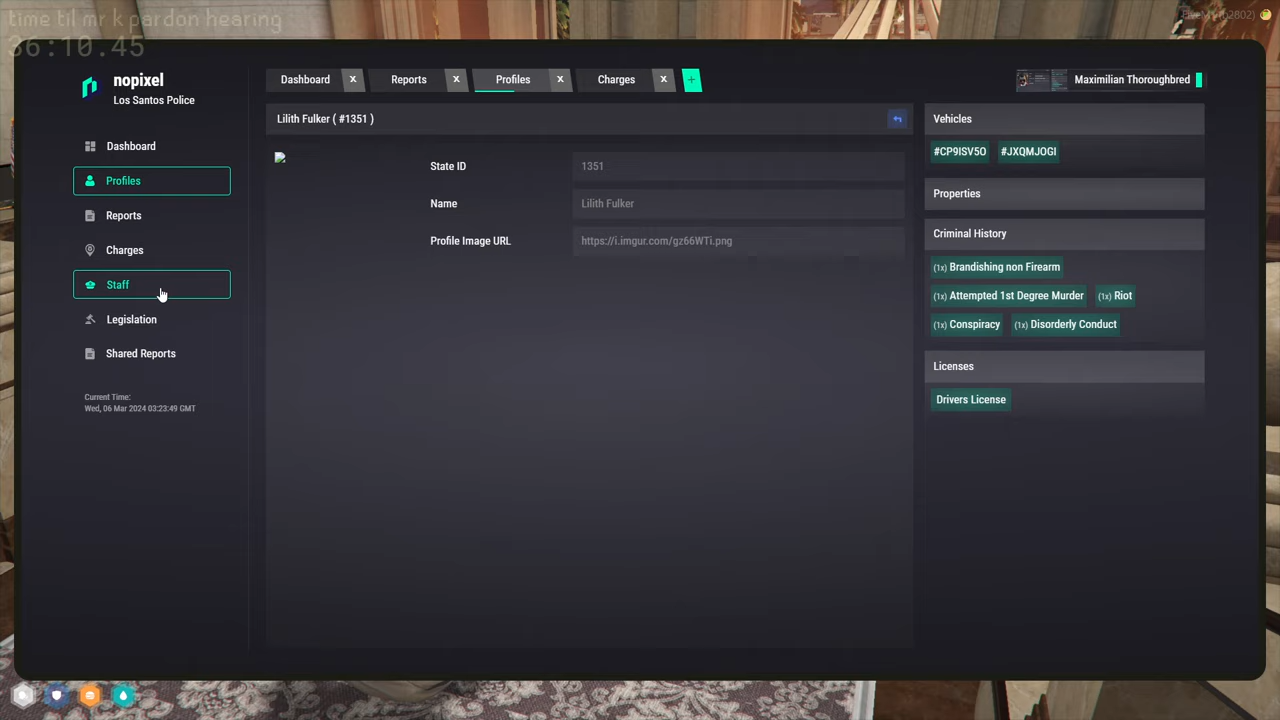 time til mr k pardon hearing
36:10.45
nopixel
Los Santos Police
Dashboard
Profiles
Reports
Charges
Staff
Legislation
Shared Reports
Current Time:
Wed, 06 Mar 2024 03:23:49 GMT
Dashboard x Reports x Profiles x Charges x +
Maximilian Thoroughbred
Lilith Fulker ( #1351 )
State ID 1351
Name Lilith Fulker
Profile Image URL https://i.imgur.com/gz66WTi.png
Vehicles
#CP9ISV5O #JXQMJOGI
Properties
Criminal History
(1x) Brandishing non Firearm
(1x) Attempted 1st Degree Murder (1x) Riot
(1x) Conspiracy (1x) Disorderly Conduct
Licenses
Drivers License